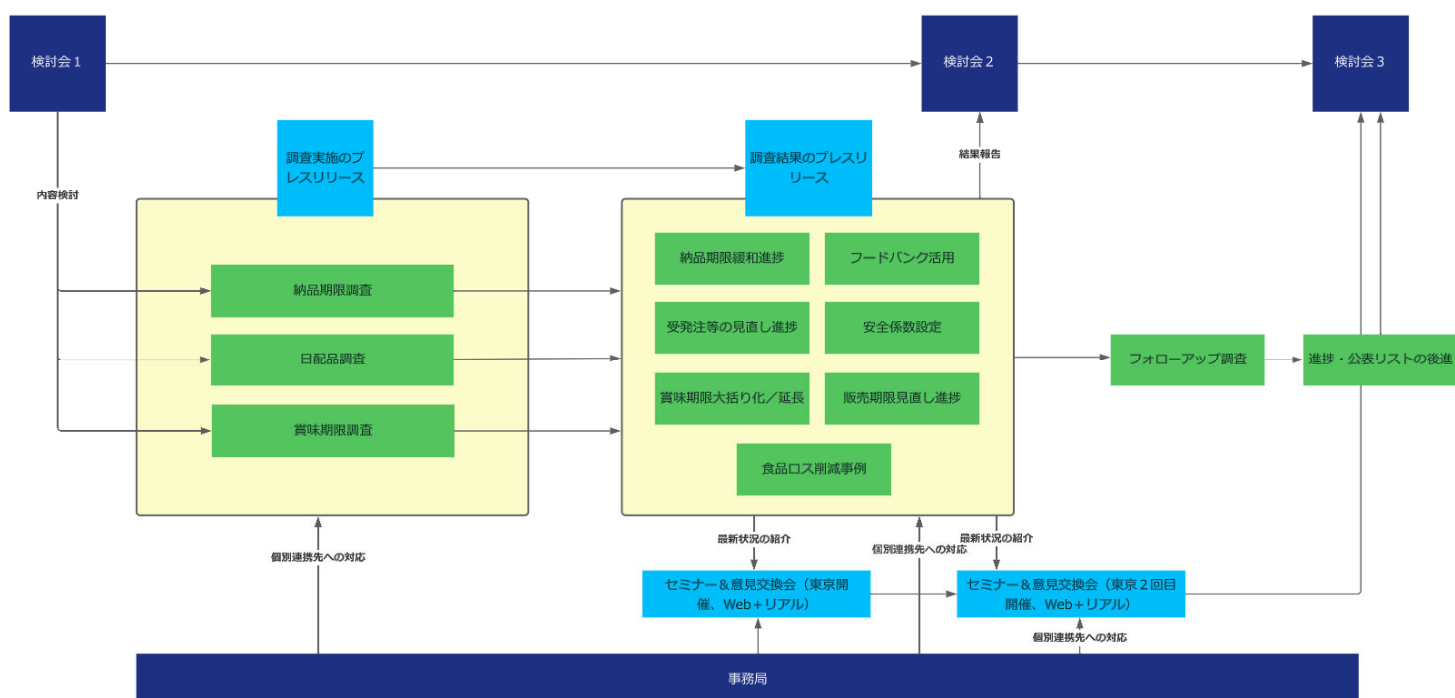 検討会１
検討会２
検討会３
調査実施のプ
レスリリース
調査結果のプレスリ
リース
結果報告
内容検討
納品期限調査
日配品調査
賞味期限調査
納品期限緩和進捗
フードバンク活用
受発注等の見直し進捗
安全係数設定
賞味期限大括り化／延長
販売期限見直し進捗
食品ロス削減事例
フォローアップ調査
進捗・公表リストの後進
個別連携先への対応
最新状況の紹介
個別連携先への対応
最新状況の紹介
セミナー＆意見交換会（東京開
催、Web＋リアル）
セミナー＆意見交換会（東京２回目
開催、Web＋リアル）
個別連携先への対応
事務局